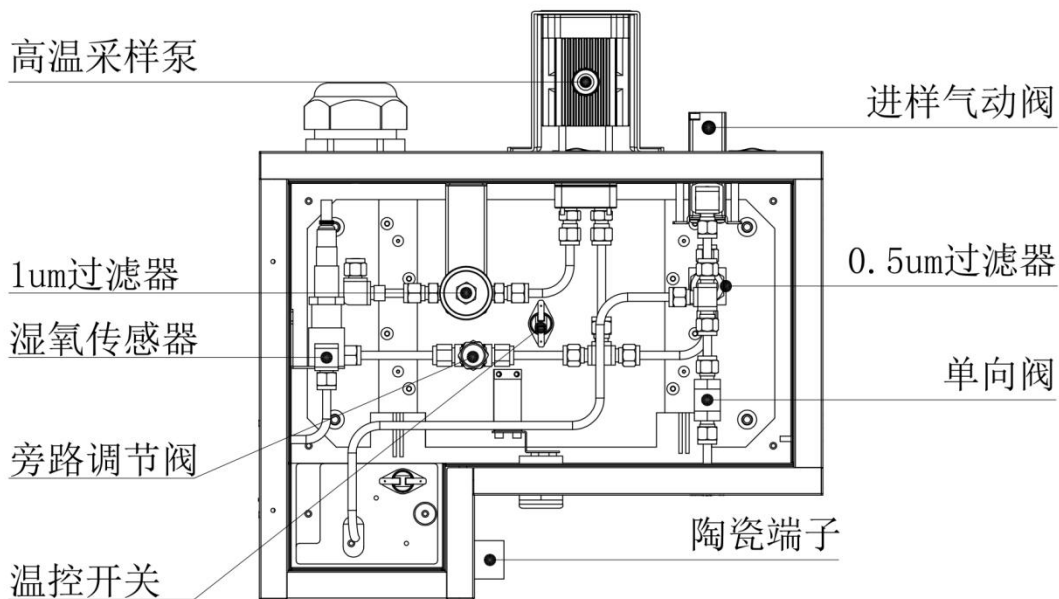 高温采样泵
进样气动阀
1um过滤器
0.5um过滤器
湿氧传感器
单向阀
旁路调节阀
陶瓷端子
温控开关